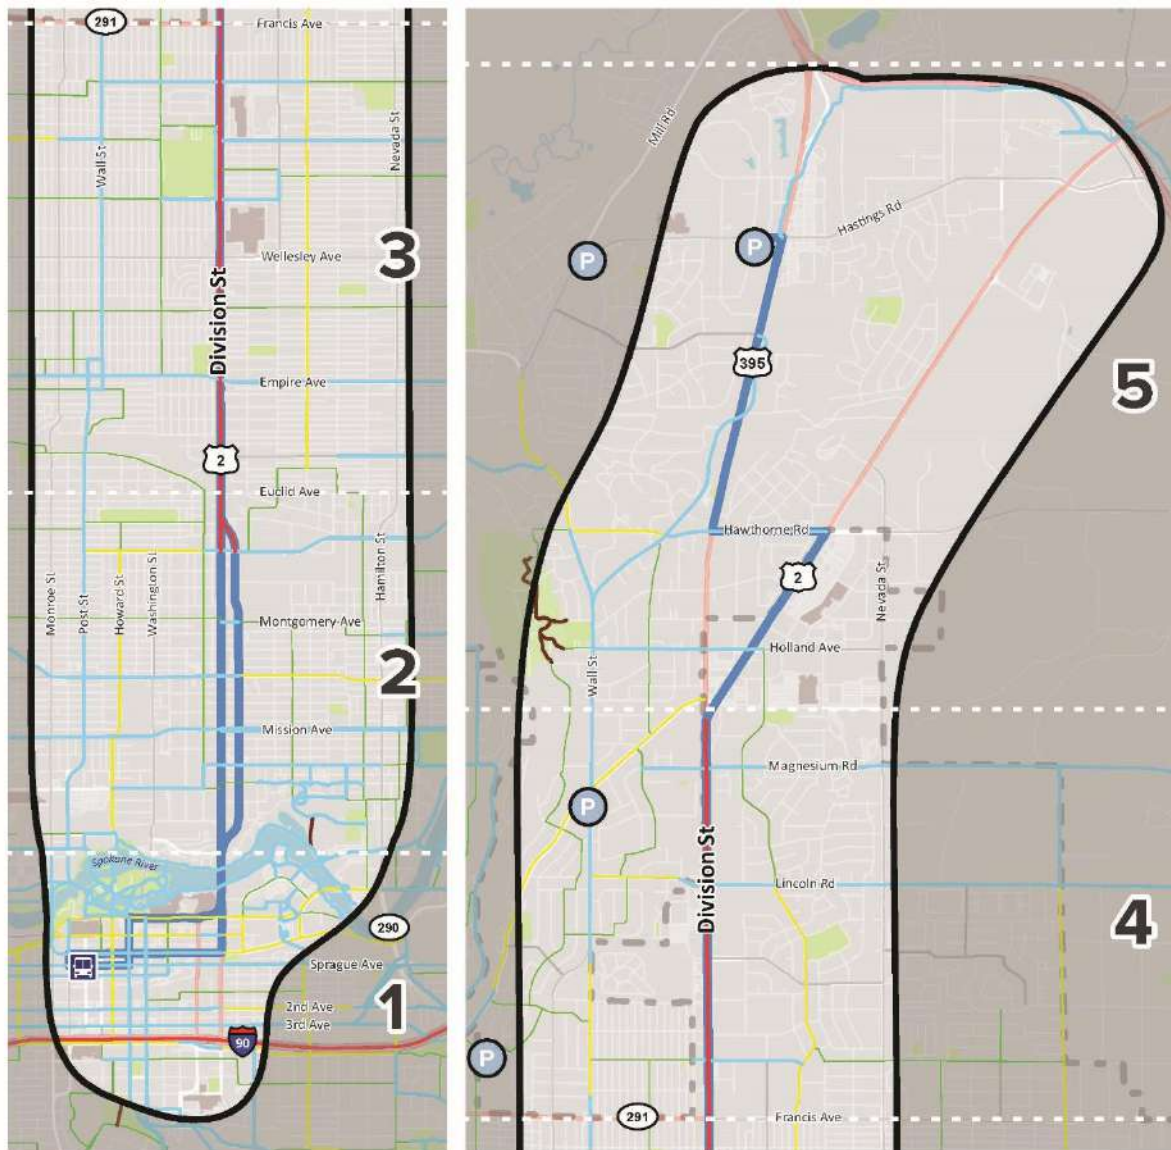 291
Francis Ave
Wall St
Nevada St
Wellesley Ave
3
Division St
Empire Ave
2
Euclid Ave
Monroe St
Post St
Howard St
Washington St
Hamilton St
Montgomery Ave
2
Mission Ave
Spokane River
290
Sprague Ave
2nd Ave
3rd Ave
1
90
Mill Rd
Hastings Rd
P
P
395
5
Hawthorne Rd
2
Nevada St
Holland Ave
Wall St
Magnesium Rd
P
Division St
Lincoln Rd
4
P
291
Francis Ave